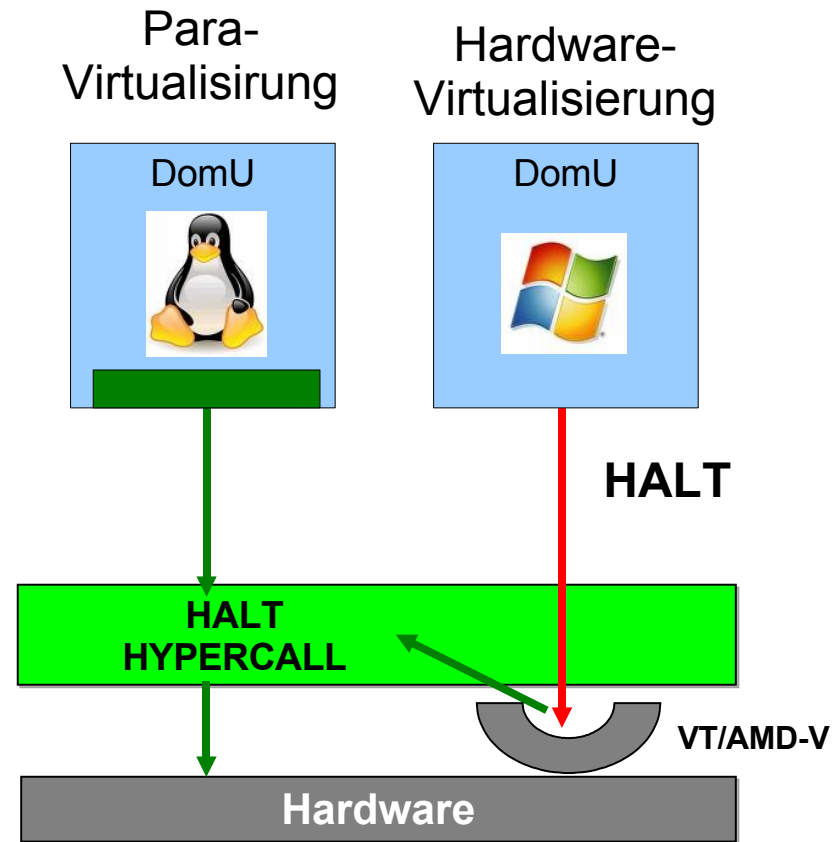 Para-
Virtualisirung
Hardware-
Virtualisierung
DomU
DomU
HALT
HALT
HYPERCALL
VT/AMD-V
Hardware